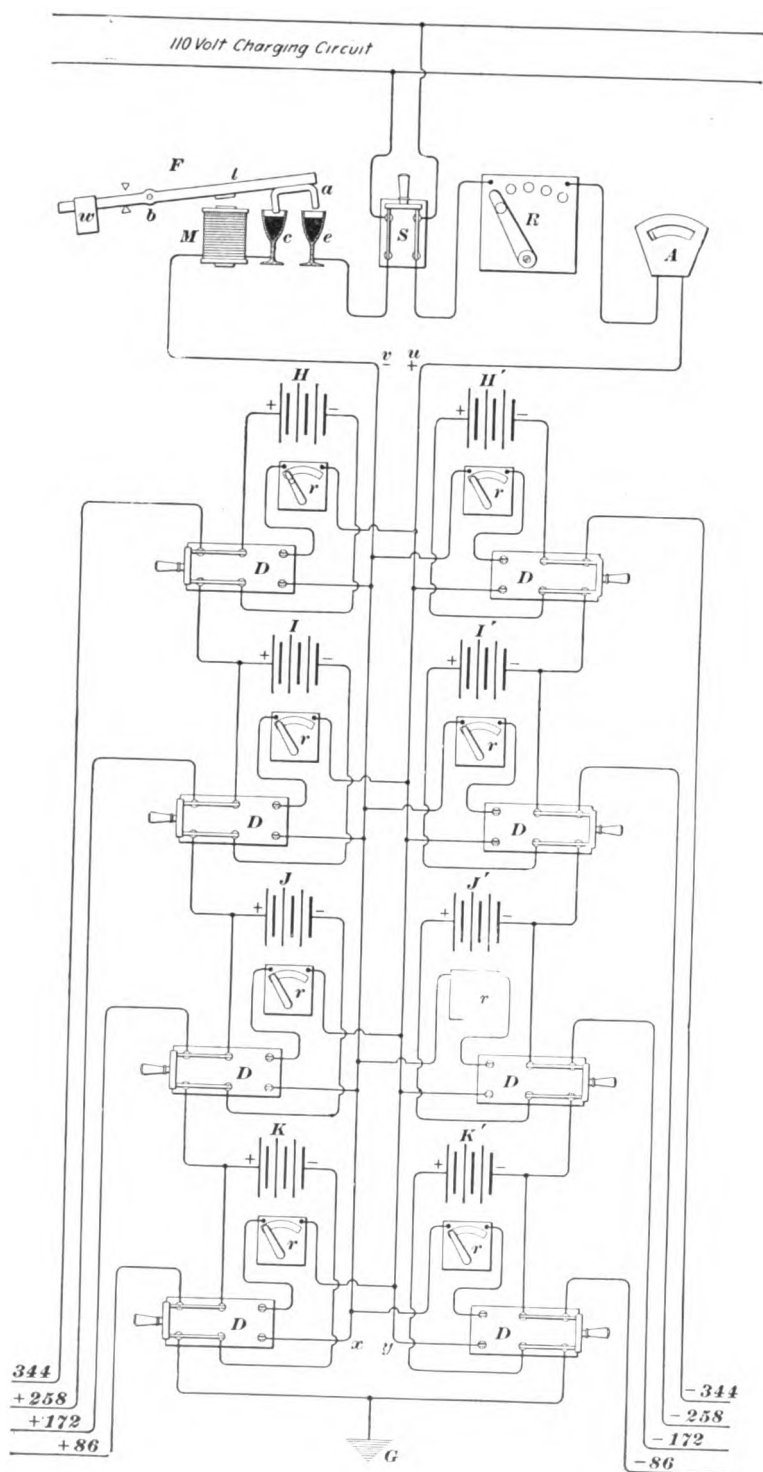 110 Volt Charging Circuit
F l a
w b M c e S R A
v u
− +
H H′
+ − + −
r r
D D
I I′
+ − + −
r r
D D
J J′
+ − + −
r r
D D
K K′
+ − + −
r r
D x y D
344 −344
+258 −258
+172 −172
+86 G −86